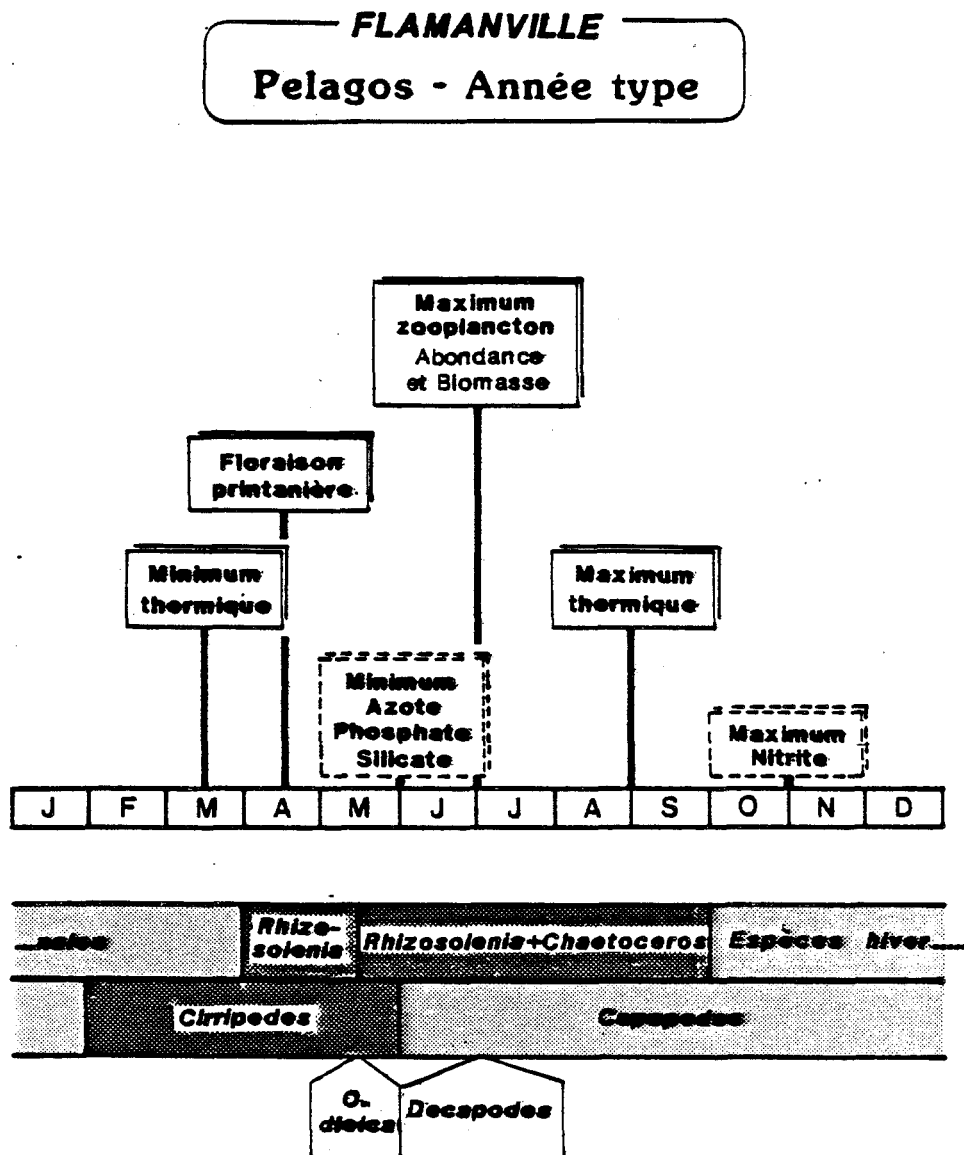 FLAMANVILLE
Pelagos - Année type
Maximum
zooplancton
Abondance
et Biomasse
Floraison
printanière
Minimum
thermique
Maximum
thermique
Minimum
Azote
Phosphate
Silicate
Maximum
Nitrite
J F M A M J J A S O N D
....nales
Rhizo-
solenia
Rhizosolenia+Chaetoceros
Espèces hiver.....
Cirripedes
Copepodes
O.
dioica
Decapodes